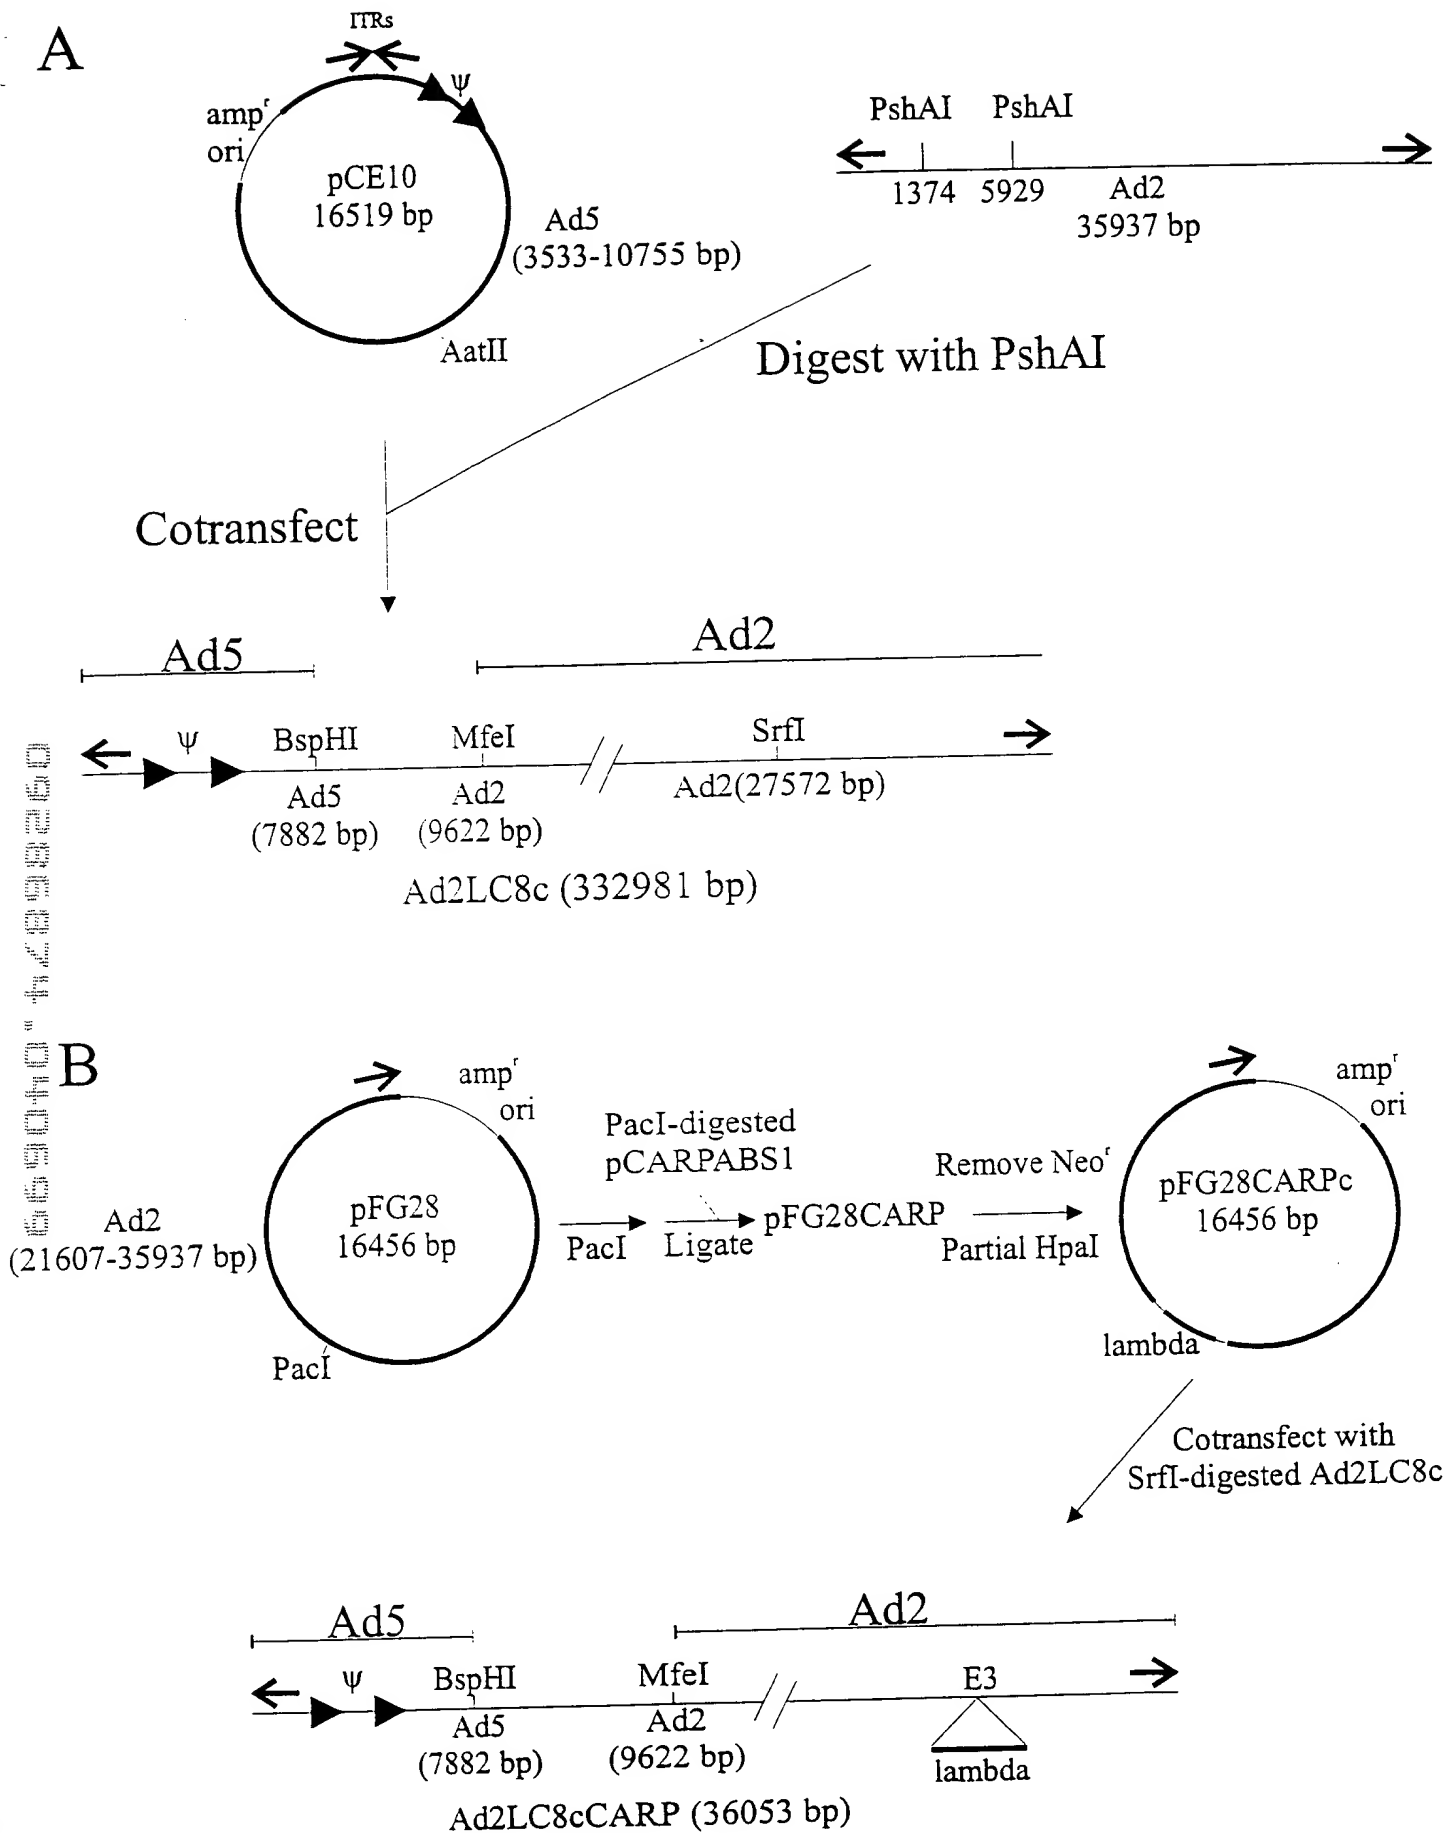 A
ITRs
ψ
amp^r
ori
pCE10
16519 bp
Ad5
(3533-10755 bp)
AatII
PshAI PshAI
1374 5929 Ad2
35937 bp
Digest with PshAI
Cotransfect
Ad5
Ad2
ψ BspHI MfeI SrfI
Ad5
(7882 bp)
Ad2
(9622 bp)
Ad2(27572 bp)
Ad2LC8c (332981 bp)
09286874.040699
B
amp^r
ori
pFG28
16456 bp
Ad2
(21607-35937 bp)
PacI
PacI
PacI-digested
pCARPABS1
Ligate
pFG28CARP
Remove Neo^r
Partial HpaI
amp^r
ori
pFG28CARPc
16456 bp
lambda
Cotransfect with
SrfI-digested Ad2LC8c
Ad5
Ad2
ψ BspHI MfeI E3
Ad5
(7882 bp)
Ad2
(9622 bp)
lambda
Ad2LC8cCARP (36053 bp)